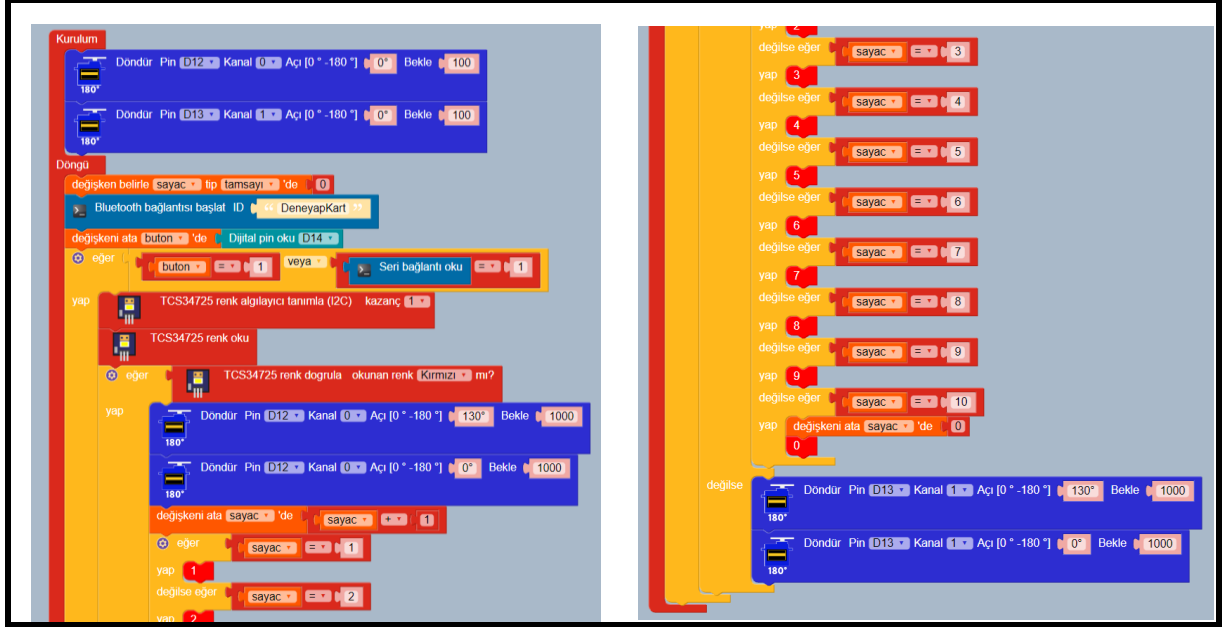 Kurulum
Döndür Pin D12 Kanal 0 Açı [0 ° -180 °] 0° Bekle 100
180°
Döndür Pin D13 Kanal 1 Açı [0 ° -180 °] 0° Bekle 100
180°
Döngü
değişken belirle sayac tip tamsayı 'de 0
Bluetooth bağlantısı başlat ID “ DeneyapKart ”
değişkeni ata buton 'de Dijital pin oku D14
eğer buton = 1 veya Seri bağlantı oku = 1
yap TCS34725 renk algılayıcı tanımla (I2C) kazanç 1
TCS34725 renk oku
eğer TCS34725 renk dogrula okunan renk Kırmızı mı?
yap Döndür Pin D12 Kanal 0 Açı [0 ° -180 °] 130° Bekle 1000
180°
Döndür Pin D12 Kanal 0 Açı [0 ° -180 °] 0° Bekle 1000
180°
değişkeni ata sayac 'de sayac + 1
eğer sayac = 1
yap 1
değilse eğer sayac = 2
yap 2
yap 2
değilse eğer sayac = 3
yap 3
değilse eğer sayac = 4
yap 4
değilse eğer sayac = 5
yap 5
değilse eğer sayac = 6
yap 6
değilse eğer sayac = 7
yap 7
değilse eğer sayac = 8
yap 8
değilse eğer sayac = 9
yap 9
değilse eğer sayac = 10
yap değişkeni ata sayac 'de 0
0
değilse Döndür Pin D13 Kanal 1 Açı [0 ° -180 °] 130° Bekle 1000
180°
Döndür Pin D13 Kanal 1 Açı [0 ° -180 °] 0° Bekle 1000
180°